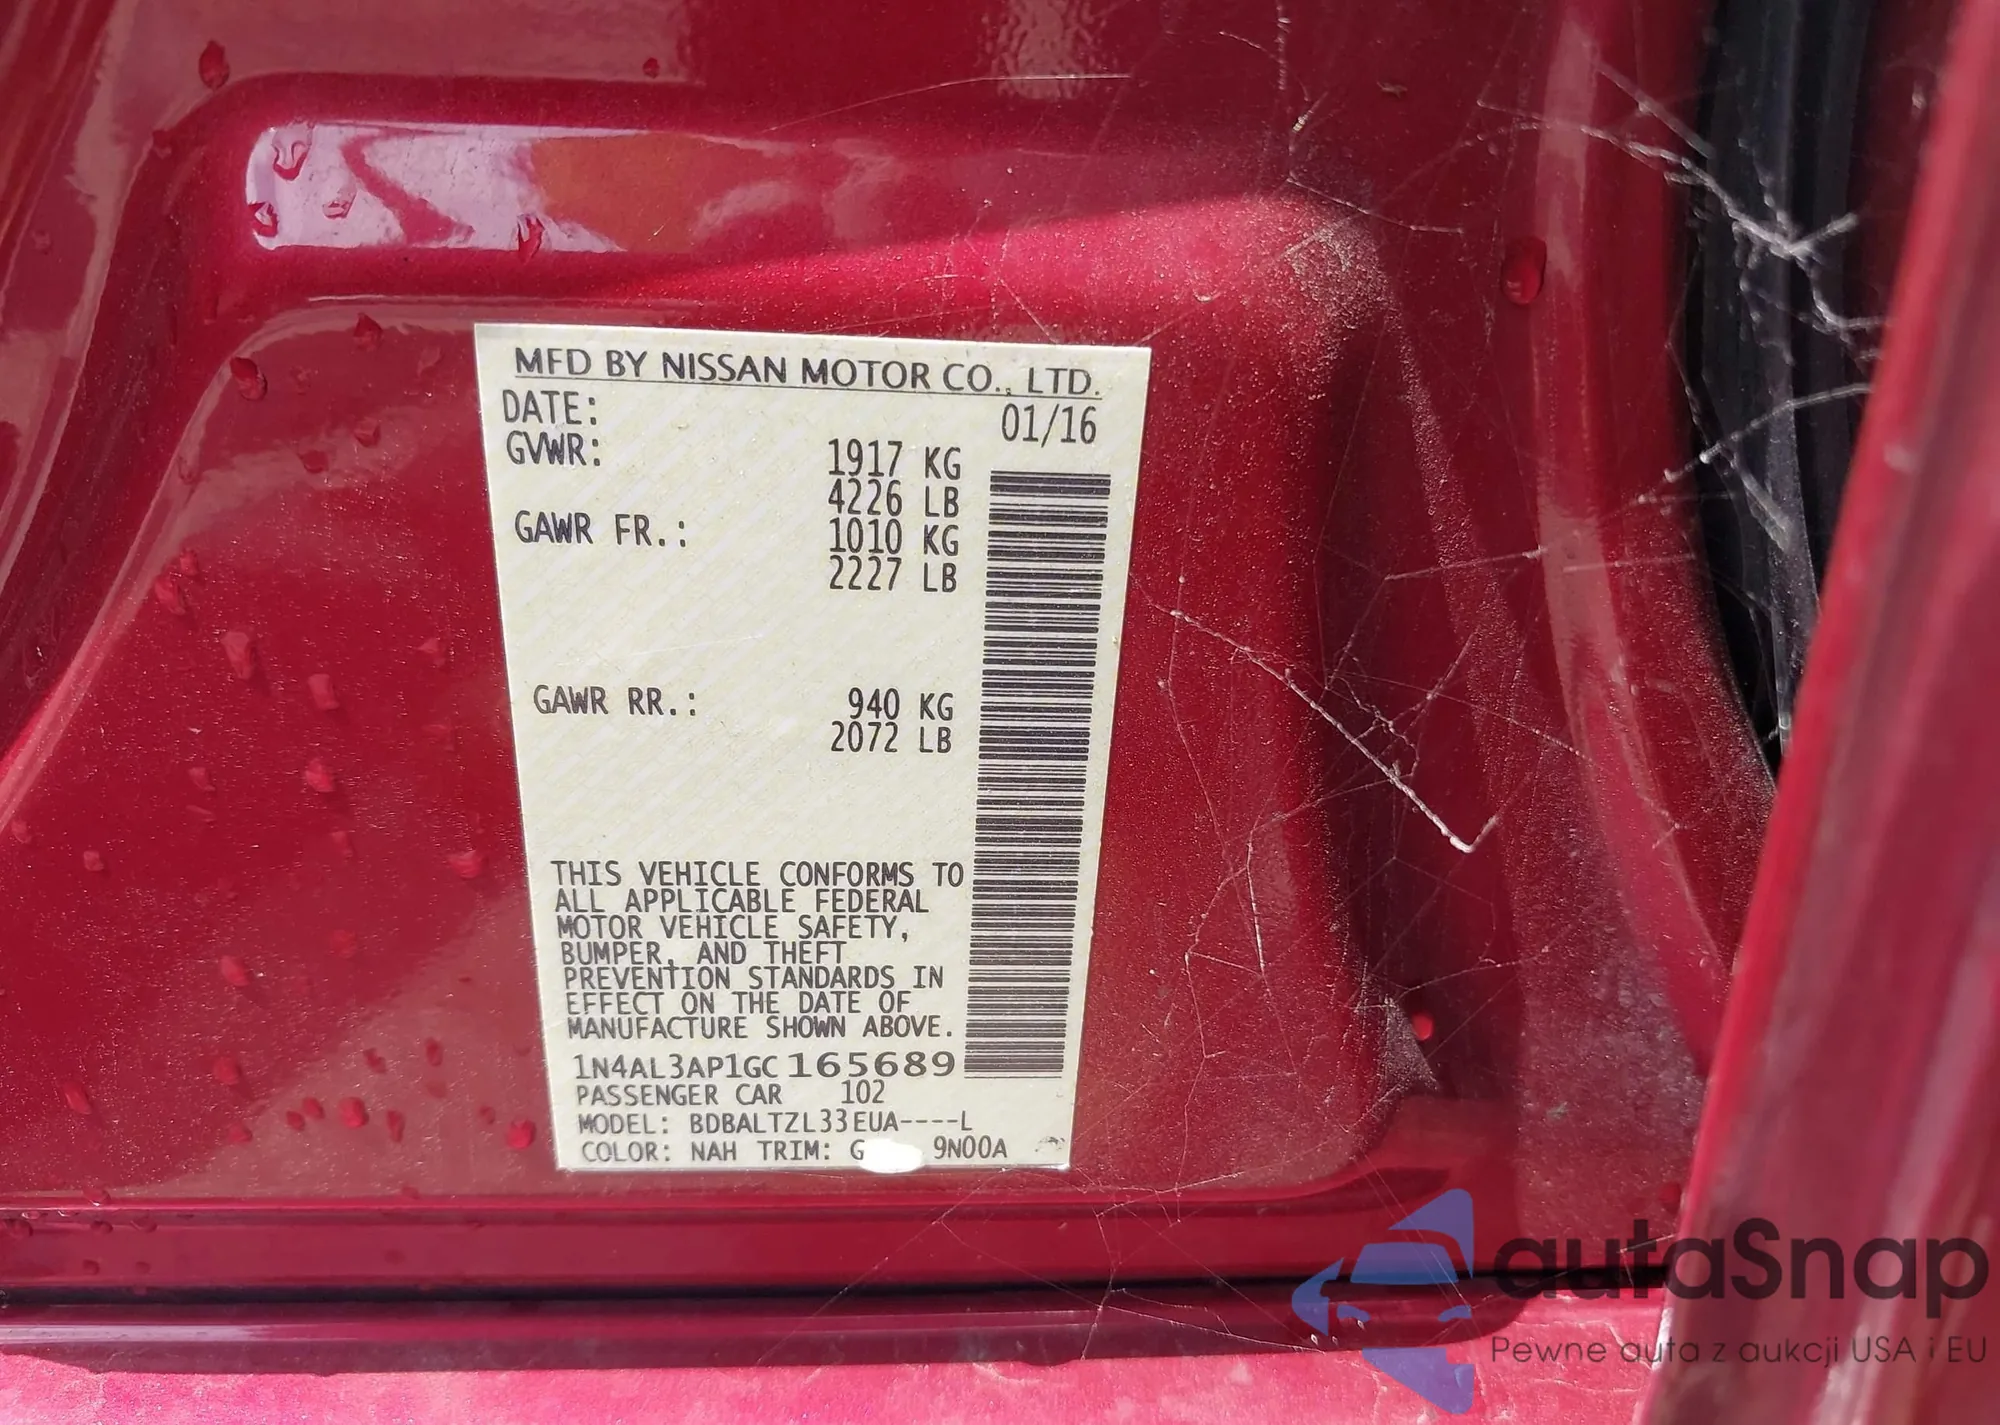 MFD BY NISSAN MOTOR CO., LTD.
DATE: 01/16
GVWR: 1917 KG
4226 LB
GAWR FR.: 1010 KG
2227 LB
GAWR RR.: 940 KG
2072 LB
THIS VEHICLE CONFORMS TO
ALL APPLICABLE FEDERAL
MOTOR VEHICLE SAFETY,
BUMPER, AND THEFT
PREVENTION STANDARDS IN
EFFECT ON THE DATE OF
MANUFACTURE SHOWN ABOVE.
1N4AL3AP1GC165689
PASSENGER CAR 102
MODEL: BDBALTZL33EUA----L
COLOR: NAH TRIM: G 9N00A
autaSnap
Pewne auta z aukcji USA i EU